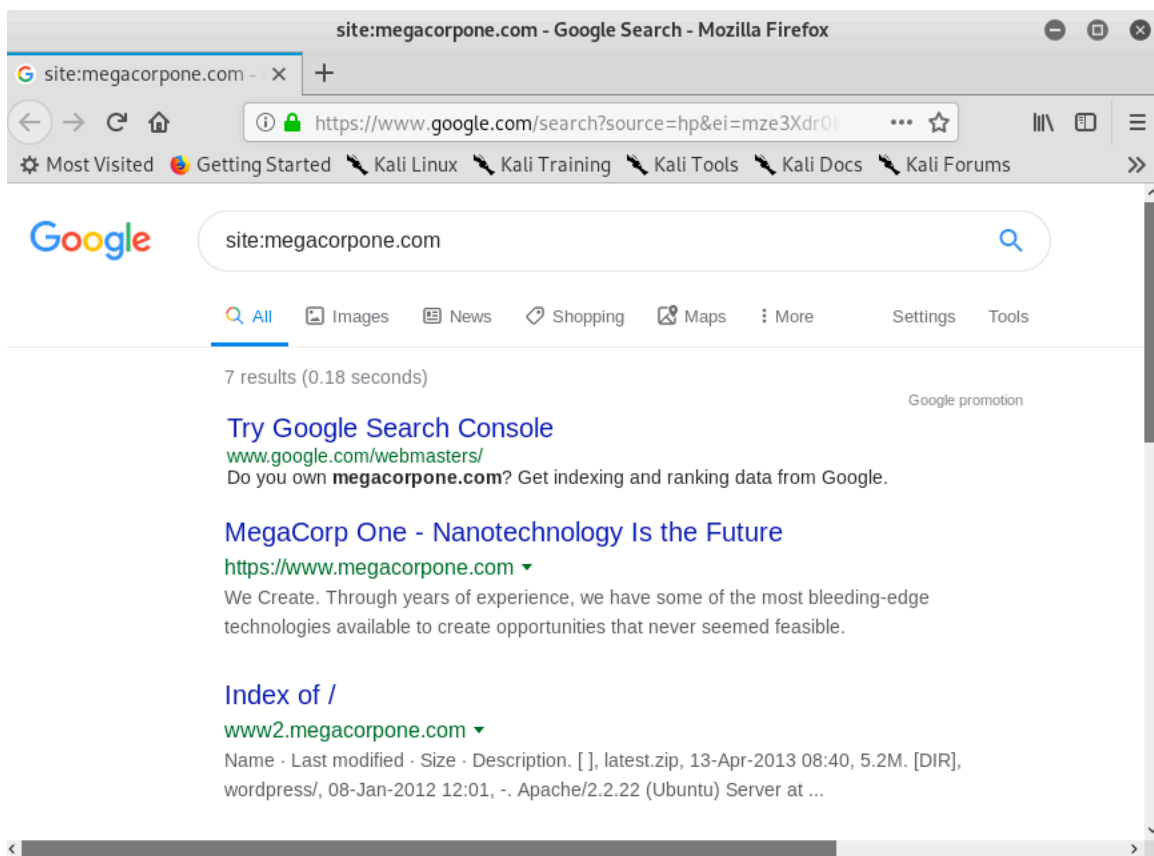 site:megacorpone.com - Google Search - Mozilla Firefox
site:megacorpone.com -
https://www.google.com/search?source=hp&ei=mze3Xdr0K
Most Visited Getting Started Kali Linux Kali Training Kali Tools Kali Docs Kali Forums
Google site:megacorpone.com
All Images News Shopping Maps More Settings Tools
7 results (0.18 seconds)
Google promotion
Try Google Search Console
www.google.com/webmasters/
Do you own megacorpone.com? Get indexing and ranking data from Google.
MegaCorp One - Nanotechnology Is the Future
https://www.megacorpone.com
We Create. Through years of experience, we have some of the most bleeding-edge
technologies available to create opportunities that never seemed feasible.
Index of /
www2.megacorpone.com
Name · Last modified · Size · Description. [ ], latest.zip, 13-Apr-2013 08:40, 5.2M. [DIR],
wordpress/, 08-Jan-2012 12:01, -. Apache/2.2.22 (Ubuntu) Server at ...